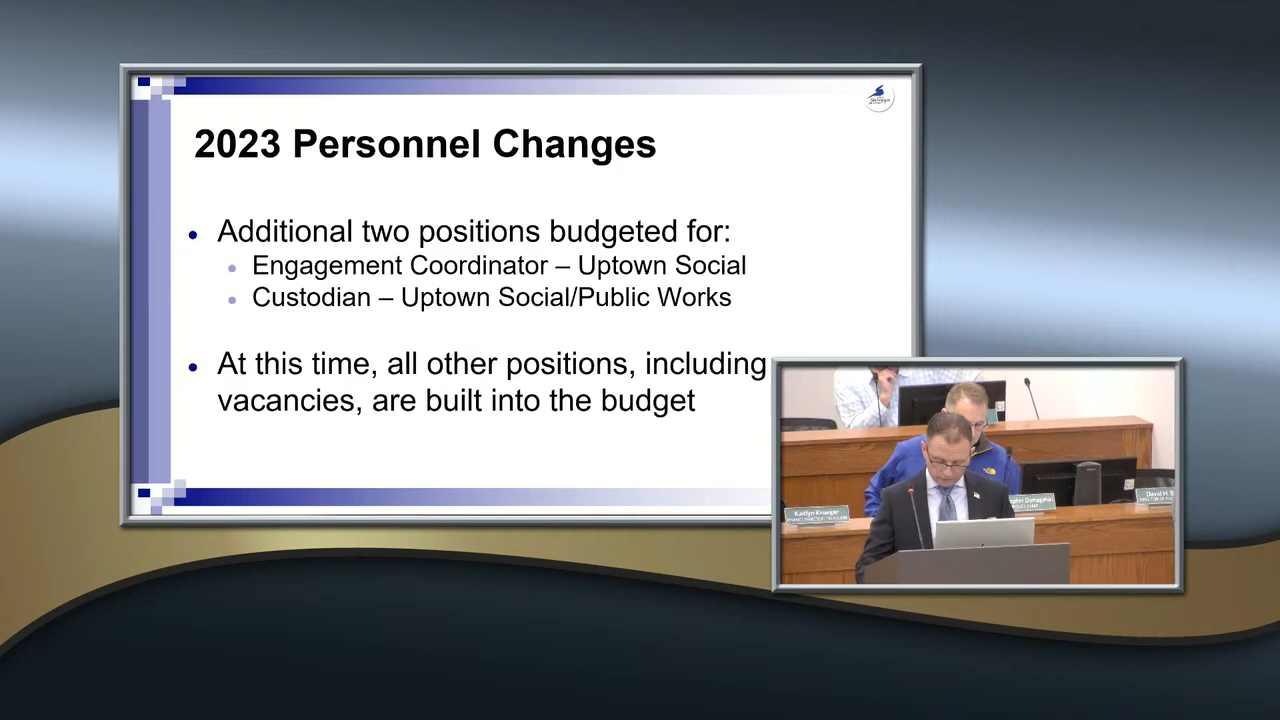 2023 Personnel Changes
Additional two positions budgeted for:
Engagement Coordinator – Uptown Social
Custodian – Uptown Social/Public Works
At this time, all other positions, including
vacancies, are built into the budget
Kaitlyn Krueger
David H.